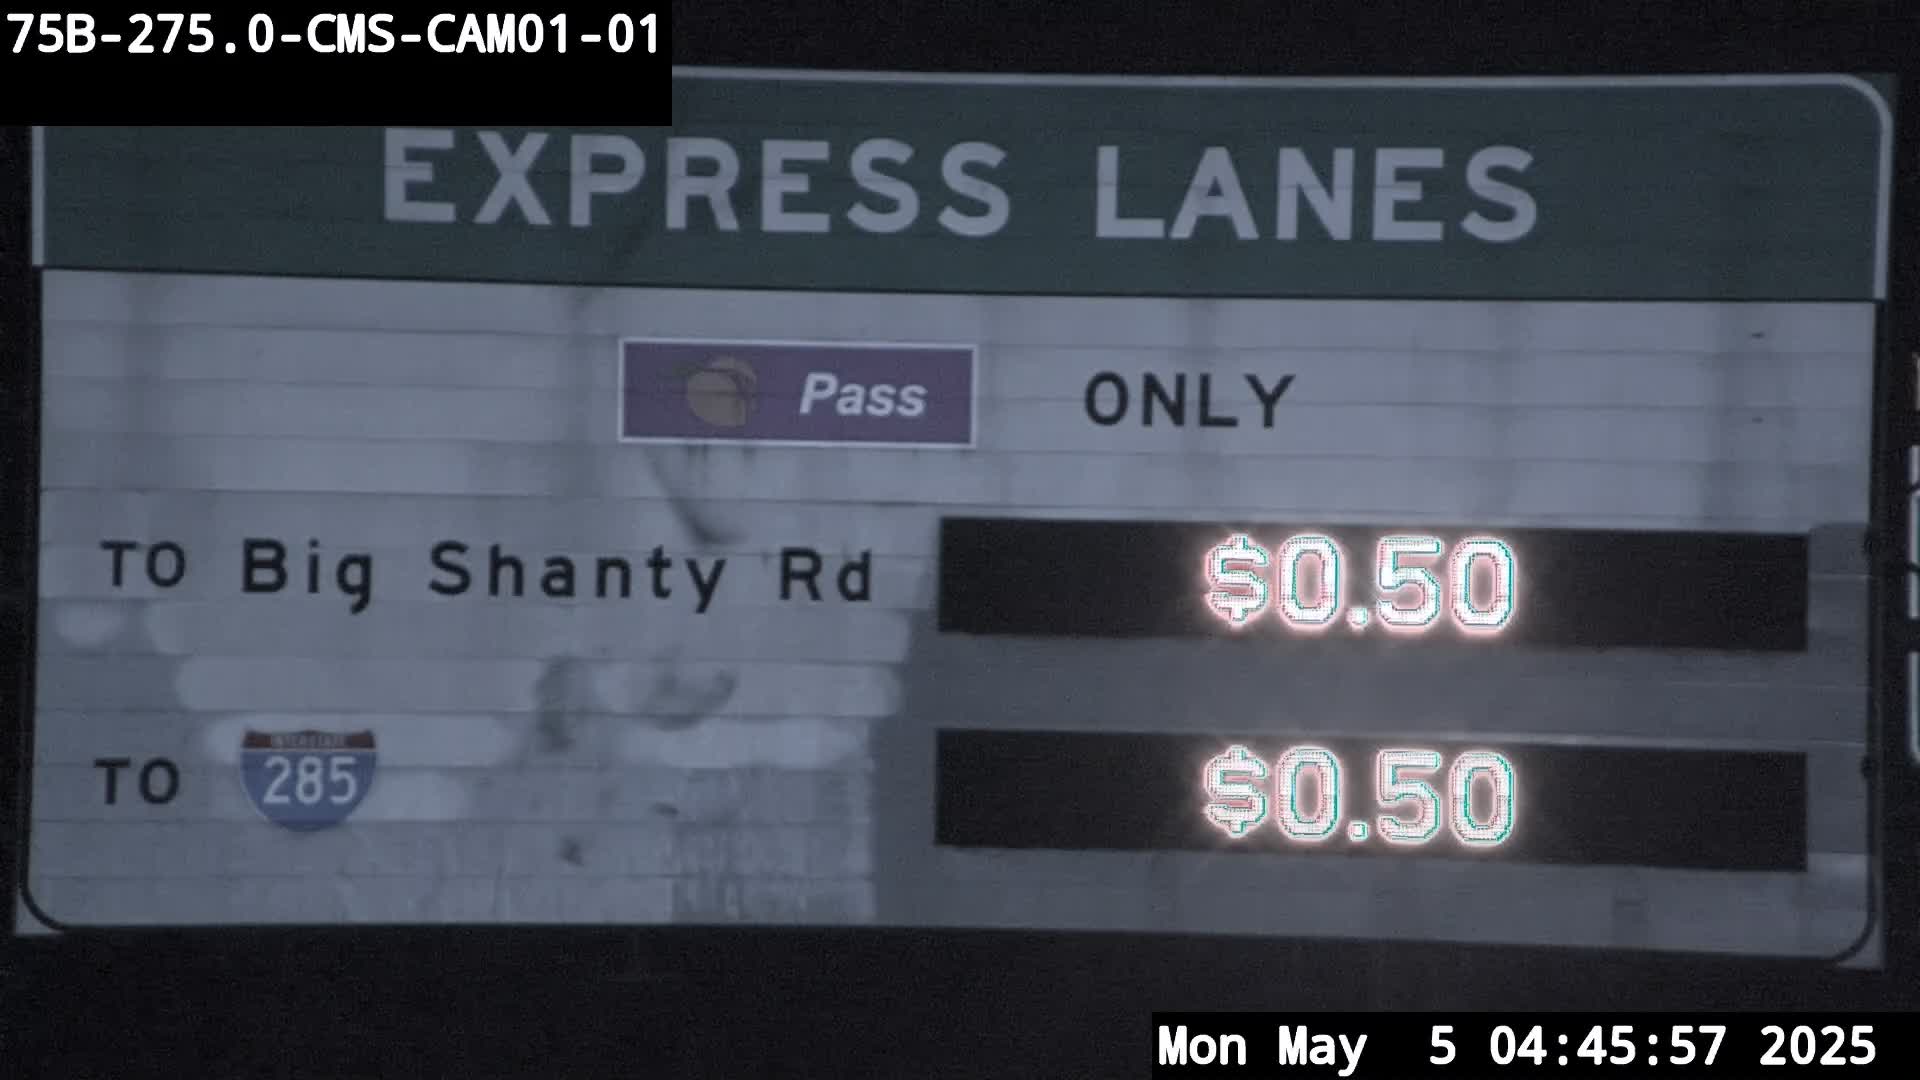 75B-275.0-CMS-CAM01-01
EXPRESS LANES
Pass ONLY
TO Big Shanty Rd $0.50
INTERSTATE
TO 285 $0.50
Mon May 5 04:45:57 2025